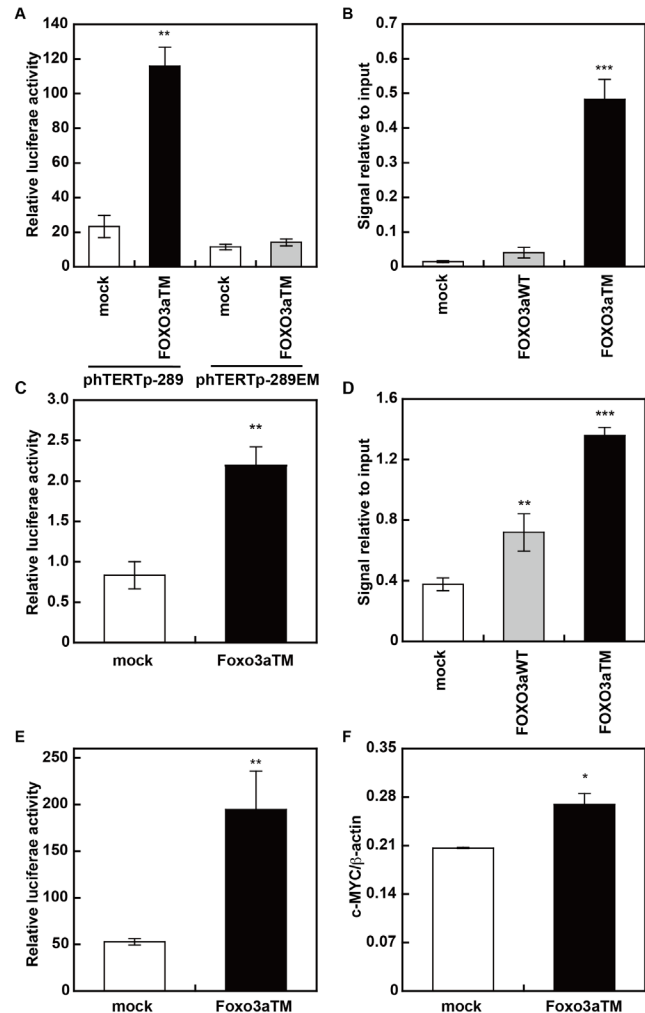 A
Relative luciferae activity
140
120
100
80
60
40
20
0
**
mock
FOXO3aTM
mock
FOXO3aTM
phTERTp-289
phTERTp-289EM
B
Signal relative to input
0.7
0.6
0.5
0.4
0.3
0.2
0.1
0
***
mock
FOXO3aWT
FOXO3aTM
C
Relative luciferae activity
3.0
2.5
2.0
1.5
1.0
0.5
0
**
mock
Foxo3aTM
D
Signal relative to input
1.6
1.2
0.8
0.4
0
**
***
mock
FOXO3aWT
FOXO3aTM
E
Relative luciferae activity
250
200
150
100
50
0
**
mock
Foxo3aTM
F
c-MYC/β-actin
0.35
0.28
0.21
0.14
0.07
0
*
mock
Foxo3aTM